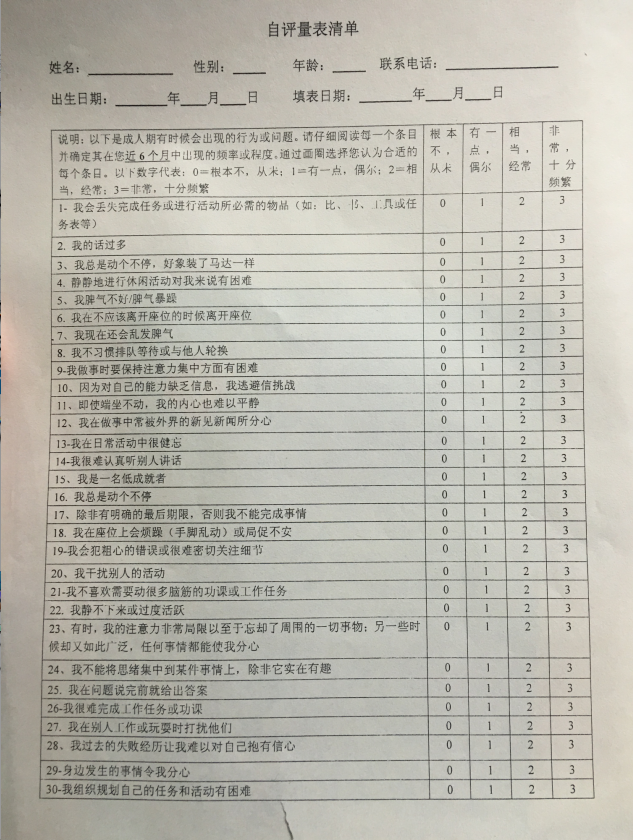 自评量表清单
姓名：＿＿＿＿ 性别：＿＿ 年龄：＿＿ 联系电话：＿＿＿＿
出生日期：＿＿＿年＿＿月＿＿日 填表日期：＿＿＿年＿＿月＿＿日
说明：以下是成人期有时候会出现的行为或问题。请仔细阅读每一个条目
并确定其在您近6个月中出现的频率或程度。通过画圈选择您认为合适的
每个条目。以下数字代表：0=根本不，从未；1=有一点，偶尔；2=相
当，经常；3=非常，十分频繁
根本
不，
从未
有一
点，
偶尔
相
当，
经常
非
常，
十分
频繁
1- 我会丢失完成任务或进行活动所必需的物品（如：比、书、工具或任
务表等） 0 1 2 3
2. 我的话过多 0 1 2 3
3、我总是动个不停，好象装了马达一样 0 1 2 3
4. 静静地进行休闲活动对我来说有困难 0 1 2 3
5、我脾气不好/脾气暴躁 0 1 2 3
6. 我在不应该离开座位的时候离开座位 0 1 2 3
7、我现在还会乱发脾气 0 1 2 3
8. 我不习惯排队等待或与他人轮换 0 1 2 3
9-我做事时要保持注意力集中方面有困难 0 1 2 3
10、因为对自己的能力缺乏信息，我逃避信挑战 0 1 2 3
11、即使端坐不动，我的内心也难以平静 0 1 2 3
12、我在做事中常被外界的新见新闻所分心 0 1 2 3
13-我在日常活动中很健忘 0 1 2 3
14-我很难认真听别人讲话 0 1 2 3
15、我是一名低成就者 0 1 2 3
16. 我总是动个不停 0 1 2 3
17、除非有明确的最后期限，否则我不能完成事情 0 1 2 3
18. 我在座位上会烦躁（手脚乱动）或局促不安 0 1 2 3
19-我会犯粗心的错误或很难密切关注细节 0 1 2 3
20、我干扰别人的活动 0 1 2 3
21-我不喜欢需要动很多脑筋的功课或工作任务 0 1 2 3
22. 我静不下来或过度活跃 0 1 2 3
23、有时，我的注意力非常局限以至于忘却了周围的一切事物；另一些时
候却又如此广泛，任何事情都能使我分心 0 1 2 3
24、我不能将思绪集中到某件事情上，除非它实在有趣 0 1 2 3
25. 我在问题说完前就给出答案 0 1 2 3
26-我很难完成工作任务或功课 0 1 2 3
27. 我在别人工作或玩耍时打扰他们 0 1 2 3
28、我过去的失败经历让我难以对自己抱有信心 0 1 2 3
29-身边发生的事情令我分心 0 1 2 3
30-我组织规划自己的任务和活动有困难 0 1 2 3